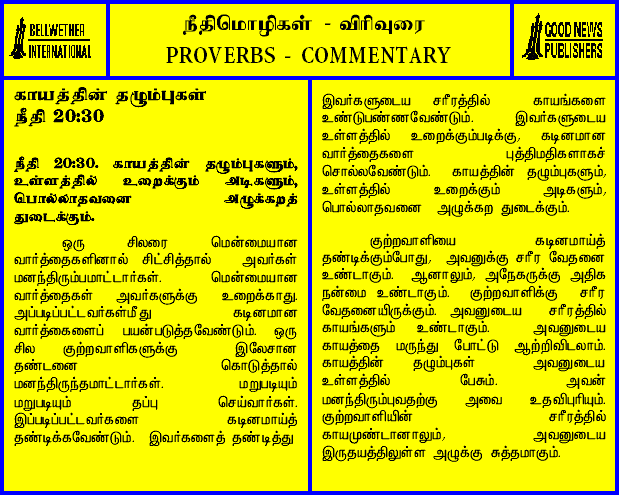 BELLWETHER
INTERNATIONAL
நீதிமொழிகள் - விரிவுரை
PROVERBS - COMMENTARY
GOOD NEWS
PUBLISHERS
காயத்தின் தழும்புகள்
நீதி 20:30
நீதி 20:30. காயத்தின் தழும்புகளும்,
உள்ளத்தில் உறைக்கும் அடிகளும்,
பொல்லாதவனை அழுக்கறத்
துடைக்கும்.
ஒரு சிலரை மென்மையான
வார்த்தைகளினால் சிட்சித்தால் அவர்கள்
மனந்திரும்பமாட்டார்கள். மென்மையான
வார்த்தைகள் அவர்களுக்கு உறைக்காது.
அப்படிப்பட்டவர்கள்மீது கடினமான
வார்த்கைளைப் பயன்படுத்தவேண்டும். ஒரு
சில குற்றவாளிகளுக்கு இலேசான
தண்டனை கொடுத்தால்
மனந்திருந்தமாட்டார்கள். மறுபடியும்
மறுபடியும் தப்பு செய்வார்கள்.
இப்படிப்பட்டவர்களை கடினமாய்த்
தண்டிக்கவேண்டும். இவர்களைத் தண்டித்து
இவர்களுடைய சரீரத்தில் காயங்களை
உண்டுபண்ணவேண்டும். இவர்களுடைய
உள்ளத்தில் உறைக்கும்படிக்கு, கடினமான
வார்த்தைகளை புத்திமதிகளாகச்
சொல்லவேண்டும். காயத்தின் தழும்புகளும்,
உள்ளத்தில் உறைக்கும் அடிகளும்,
பொல்லாதவனை அழுக்கற துடைக்கும்.
குற்றவாளியை கடினமாய்த்
தண்டிக்கும்போது, அவனுக்கு சரீர வேதனை
உண்டாகும். ஆனாலும், அநேகருக்கு அதிக
நன்மை உண்டாகும். குற்றவாளிக்கு சரீர
வேதனையிருக்கும். அவனுடைய சரீரத்தில்
காயங்களும் உண்டாகும். அவனுடைய
காயத்தை மருந்து போட்டு ஆற்றிவிடலாம்.
காயத்தின் தழும்புகள் அவனுடைய
உள்ளத்தில் பேசும். அவன்
மனந்திரும்புவதற்கு அவை உதவிபுரியும்.
குற்றவாளியின் சரீரத்தில்
காயமுண்டானாலும், அவனுடைய
இருதயத்திலுள்ள அழுக்கு சுத்தமாகும்.